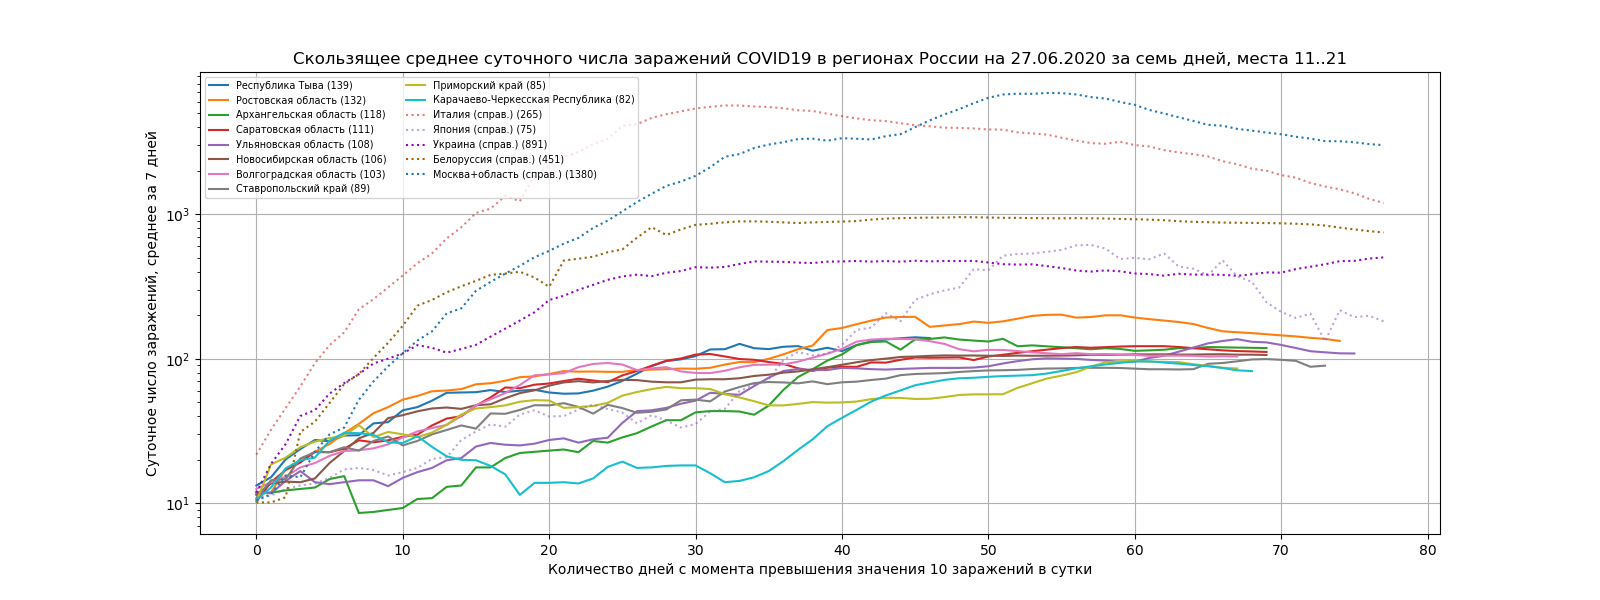 Скользящее среднее суточного числа заражений COVID19 в регионах России на 27.06.2020 за семь дней, места 11..21
Суточное число заражений, среднее за 7 дней
10³
10²
10¹
Республика Тыва (139)
Ростовская область (132)
Архангельская область (118)
Саратовская область (111)
Ульяновская область (108)
Новосибирская область (106)
Волгоградская область (103)
Ставропольский край (89)
Приморский край (85)
Карачаево-Черкесская Республика (82)
Италия (справ.) (265)
Япония (справ.) (75)
Украина (справ.) (891)
Белоруссия (справ.) (451)
Москва+область (справ.) (1380)
0 10 20 30 40 50 60 70 80
Количество дней с момента превышения значения 10 заражений в сутки